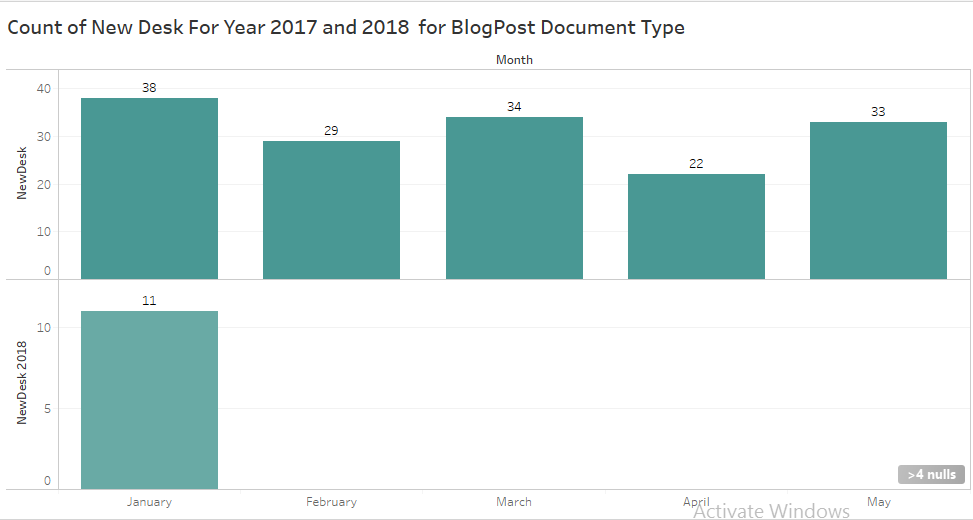 Count of New Desk For Year 2017 and 2018 for BlogPost Document Type
Month
NewDesk
40
30
20
10
0
38
29
34
22
33
NewDesk 2018
10
5
0
11
>4 nulls
January February March April May
Activate Windows